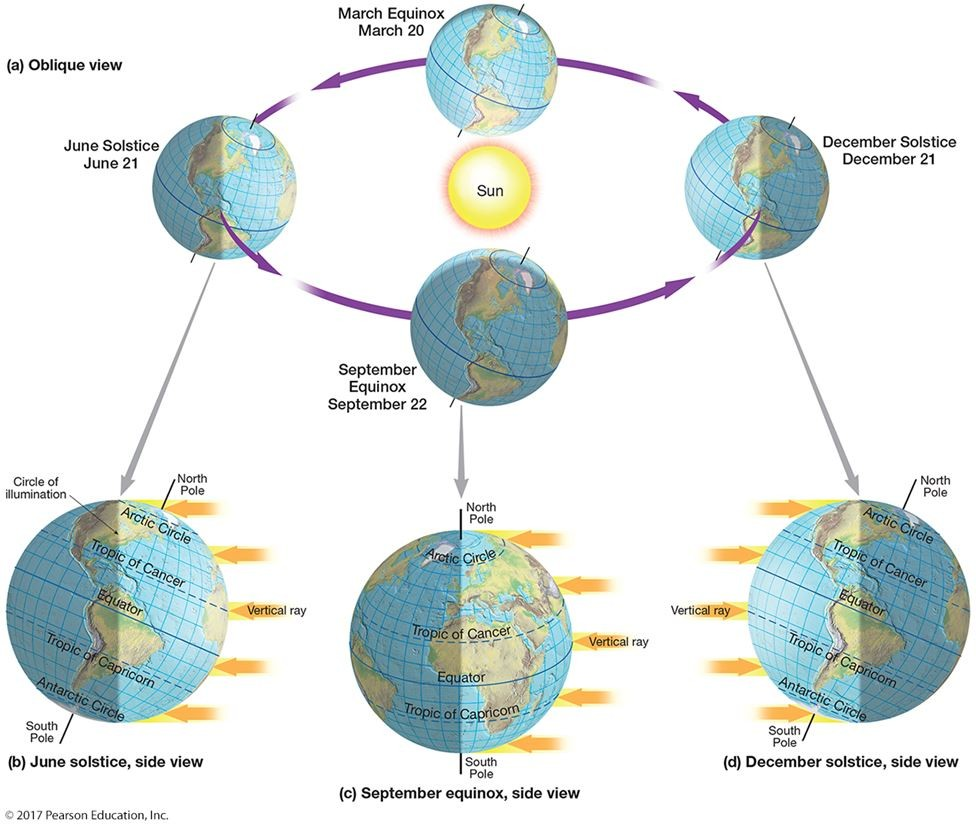 March Equinox
March 20
(a) Oblique view
June Solstice
June 21
December Solstice
December 21
Sun
September
Equinox
September 22
Circle of
illumination
North
Pole
Arctic Circle
Tropic of Cancer
Equator
Vertical ray
Tropic of Capricorn
Antarctic Circle
South
Pole
(b) June solstice, side view
North
Pole
Arctic Circle
Tropic of Cancer
Vertical ray
Equator
Tropic of Capricorn
South
Pole
(c) September equinox, side view
North
Pole
Arctic Circle
Tropic of Cancer
Vertical ray
Equator
Tropic of Capricorn
Antarctic Circle
South
Pole
(d) December solstice, side view
© 2017 Pearson Education, Inc.